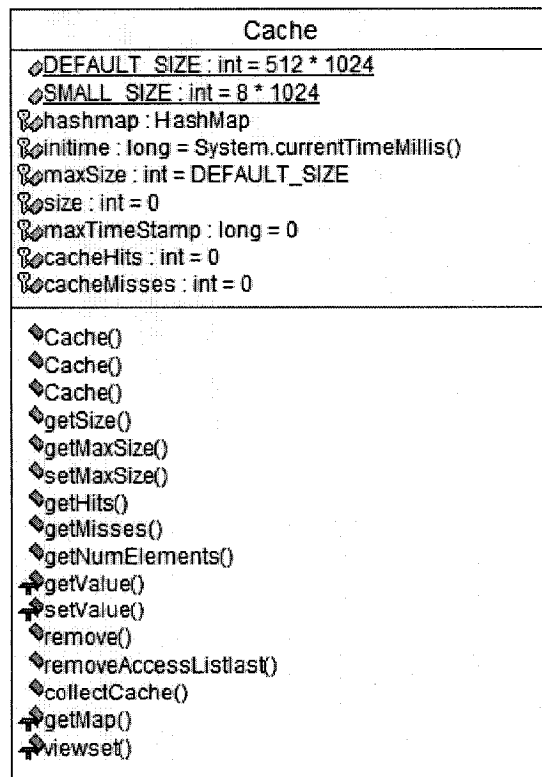 Cache
DEFAULT_SIZE : int = 512 * 1024
SMALL_SIZE : int = 8 * 1024
hashmap : HashMap
initime : long = System.currentTimeMillis()
maxSize : int = DEFAULT_SIZE
size : int = 0
maxTimeStamp : long = 0
cacheHits : int = 0
cacheMisses : int = 0
Cache()
Cache()
Cache()
getSize()
getMaxSize()
setMaxSize()
getHits()
getMisses()
getNumElements()
getValue()
setValue()
remove()
removeAccessListlast()
collectCache()
getMap()
viewset()